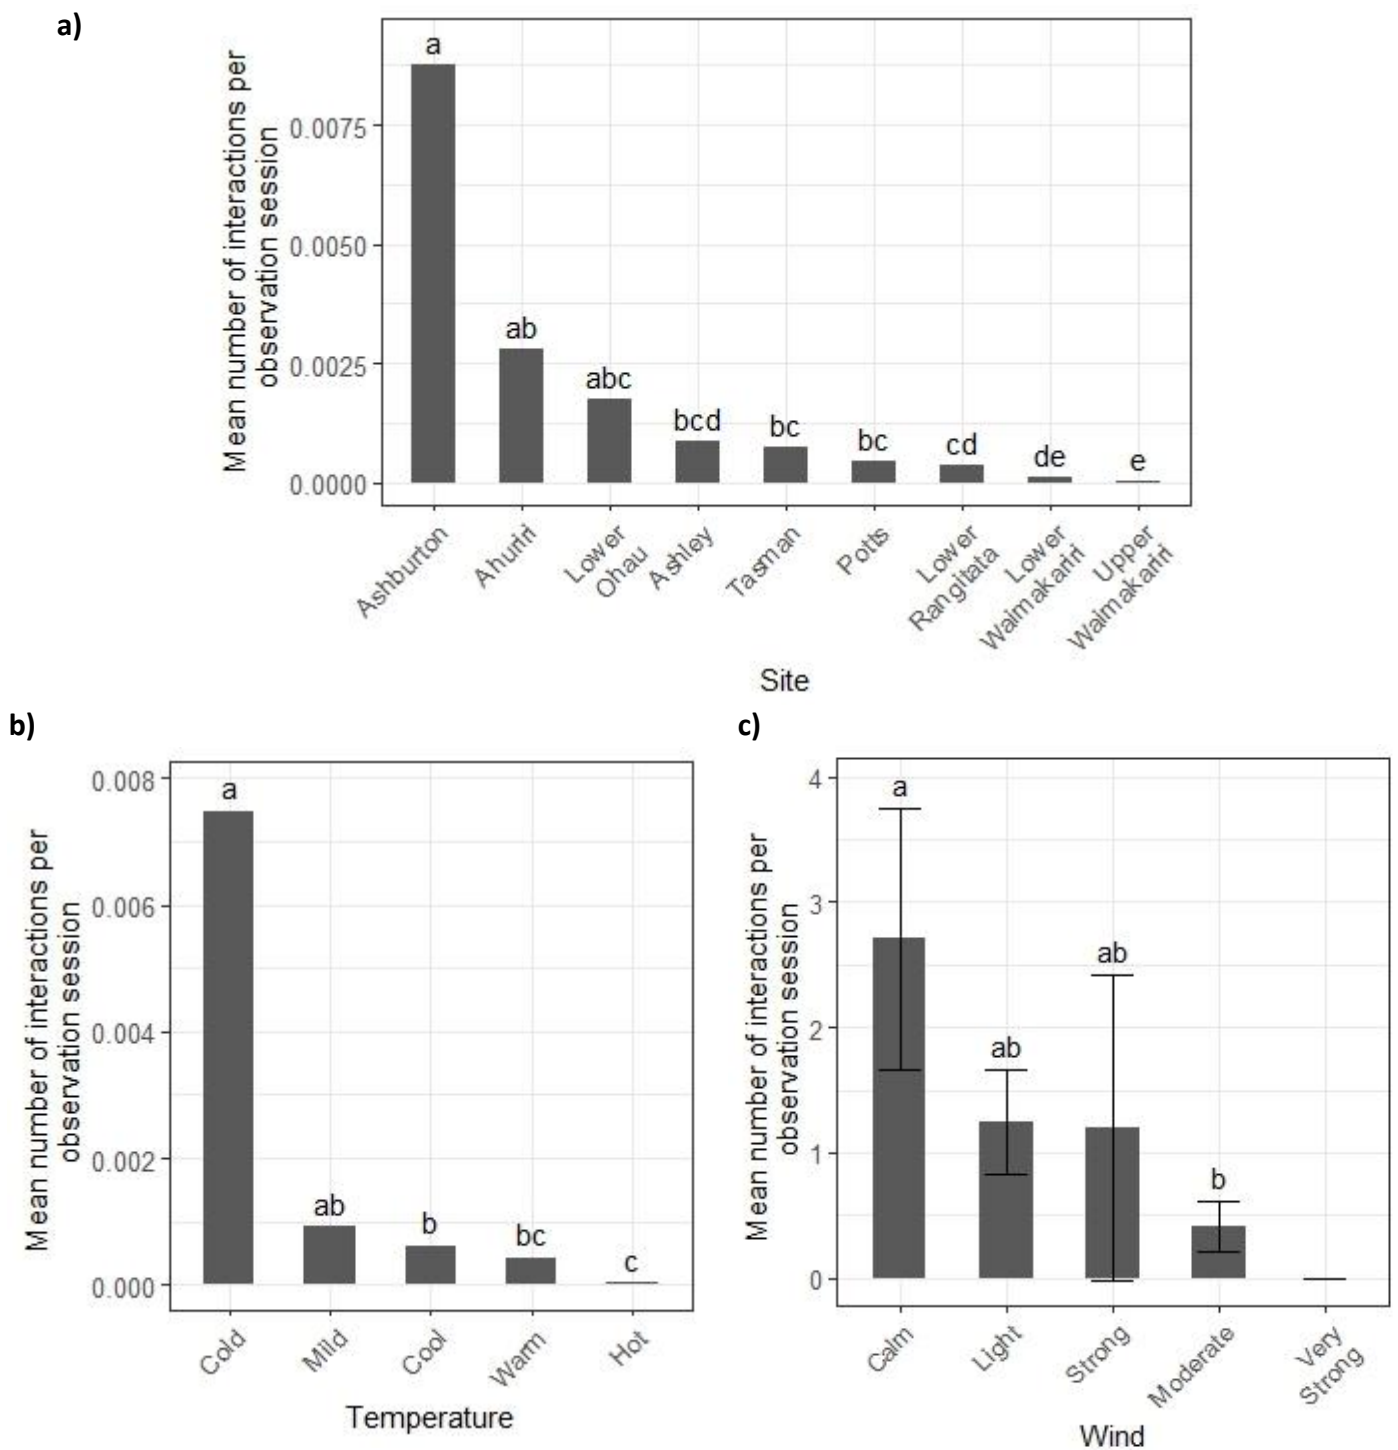 a)
Mean number of interactions per
observation session
0.0075
0.0050
0.0025
0.0000
a
ab
abc
bcd
bc
bc
cd
de
e
Ashburton
Ahuriri
Lower
Ohau
Ashley
Tasman
Potts
Lower
Rangitata
Lower
Waimakariri
Upper
Waimakariri
Site
b)
Mean number of interactions per
observation session
0.008
0.006
0.004
0.002
0.000
a
ab
b
bc
c
Cold
Mild
Cool
Warm
Hot
Temperature
c)
Mean number of interactions per
observation session
4
3
2
1
0
a
ab
ab
b
Calm
Light
Strong
Moderate
Very
Strong
Wind